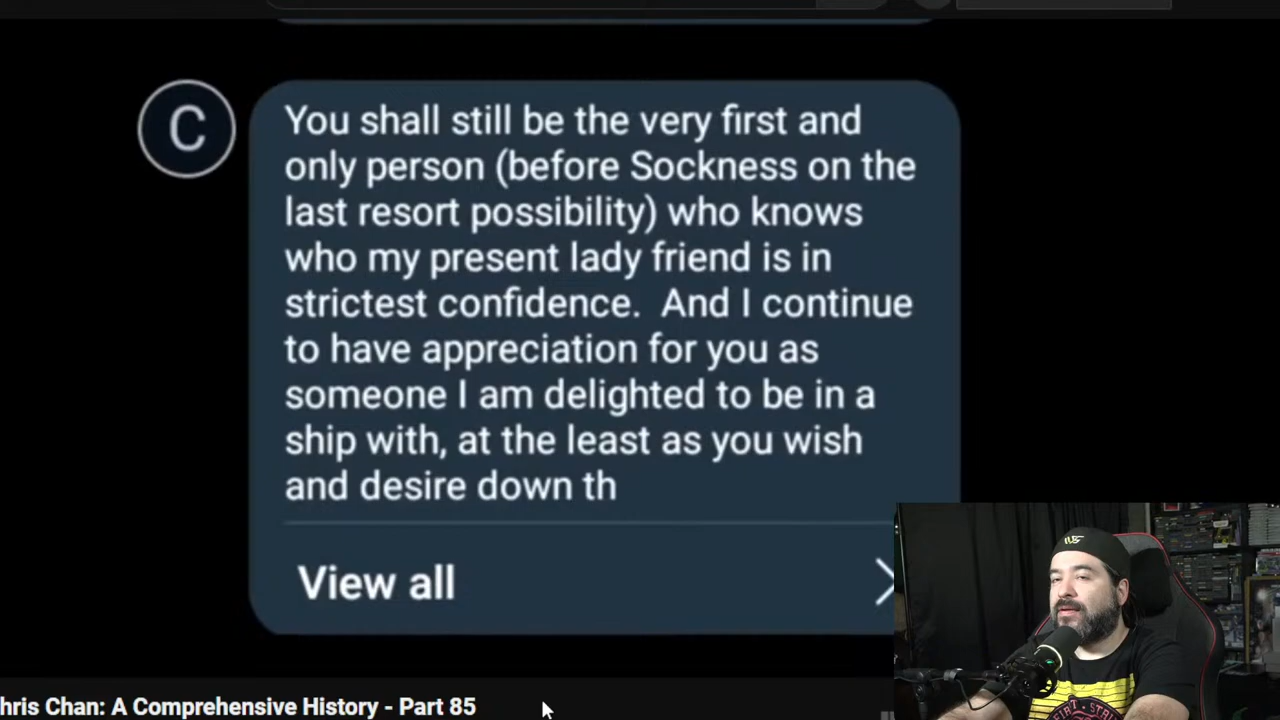 C
You shall still be the very first and
only person (before Sockness on the
last resort possibility) who knows
who my present lady friend is in
strictest confidence.  And I continue
to have appreciation for you as
someone I am delighted to be in a
ship with, at the least as you wish
and desire down th
View all
hris Chan: A Comprehensive History - Part 85